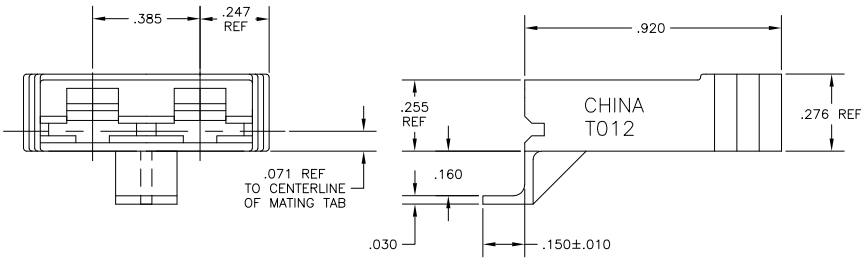 .385
.247
REF
.071 REF
TO CENTERLINE
OF MATING TAB
.920
.255
REF
CHINA
T012
.276 REF
.160
.030
.150±.010